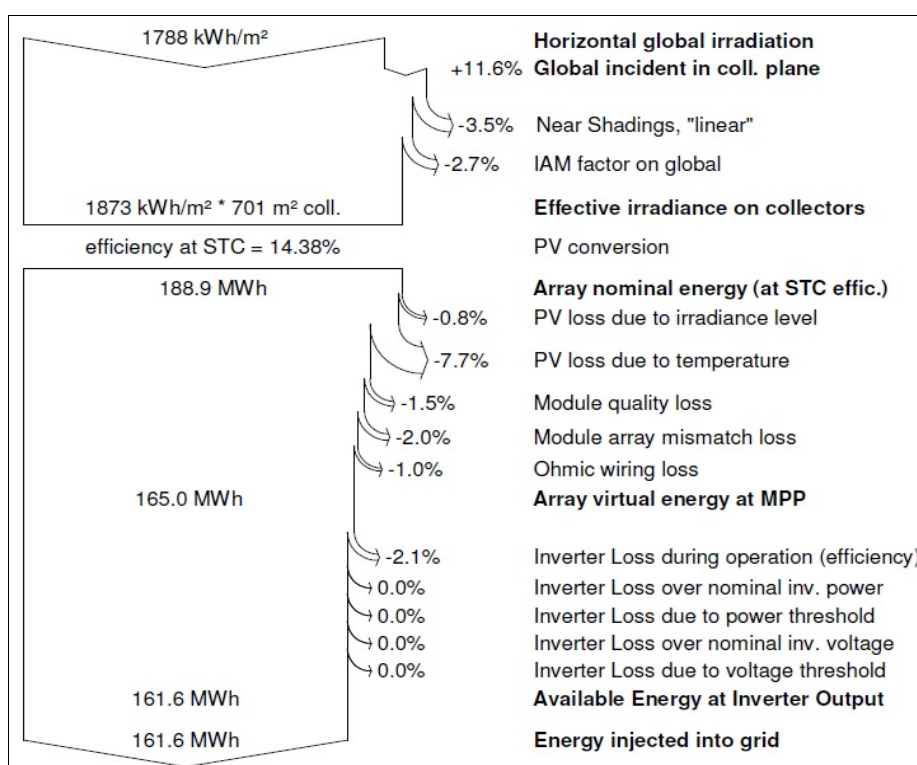 1788 kWh/m² Horizontal global irradiation
+11.6% Global incident in coll. plane
-3.5% Near Shadings, "linear"
-2.7% IAM factor on global
1873 kWh/m² * 701 m² coll. Effective irradiance on collectors
efficiency at STC = 14.38% PV conversion
188.9 MWh Array nominal energy (at STC effic.)
-0.8% PV loss due to irradiance level
-7.7% PV loss due to temperature
-1.5% Module quality loss
-2.0% Module array mismatch loss
-1.0% Ohmic wiring loss
165.0 MWh Array virtual energy at MPP
-2.1% Inverter Loss during operation (efficiency)
0.0% Inverter Loss over nominal inv. power
0.0% Inverter Loss due to power threshold
0.0% Inverter Loss over nominal inv. voltage
0.0% Inverter Loss due to voltage threshold
161.6 MWh Available Energy at Inverter Output
161.6 MWh Energy injected into grid